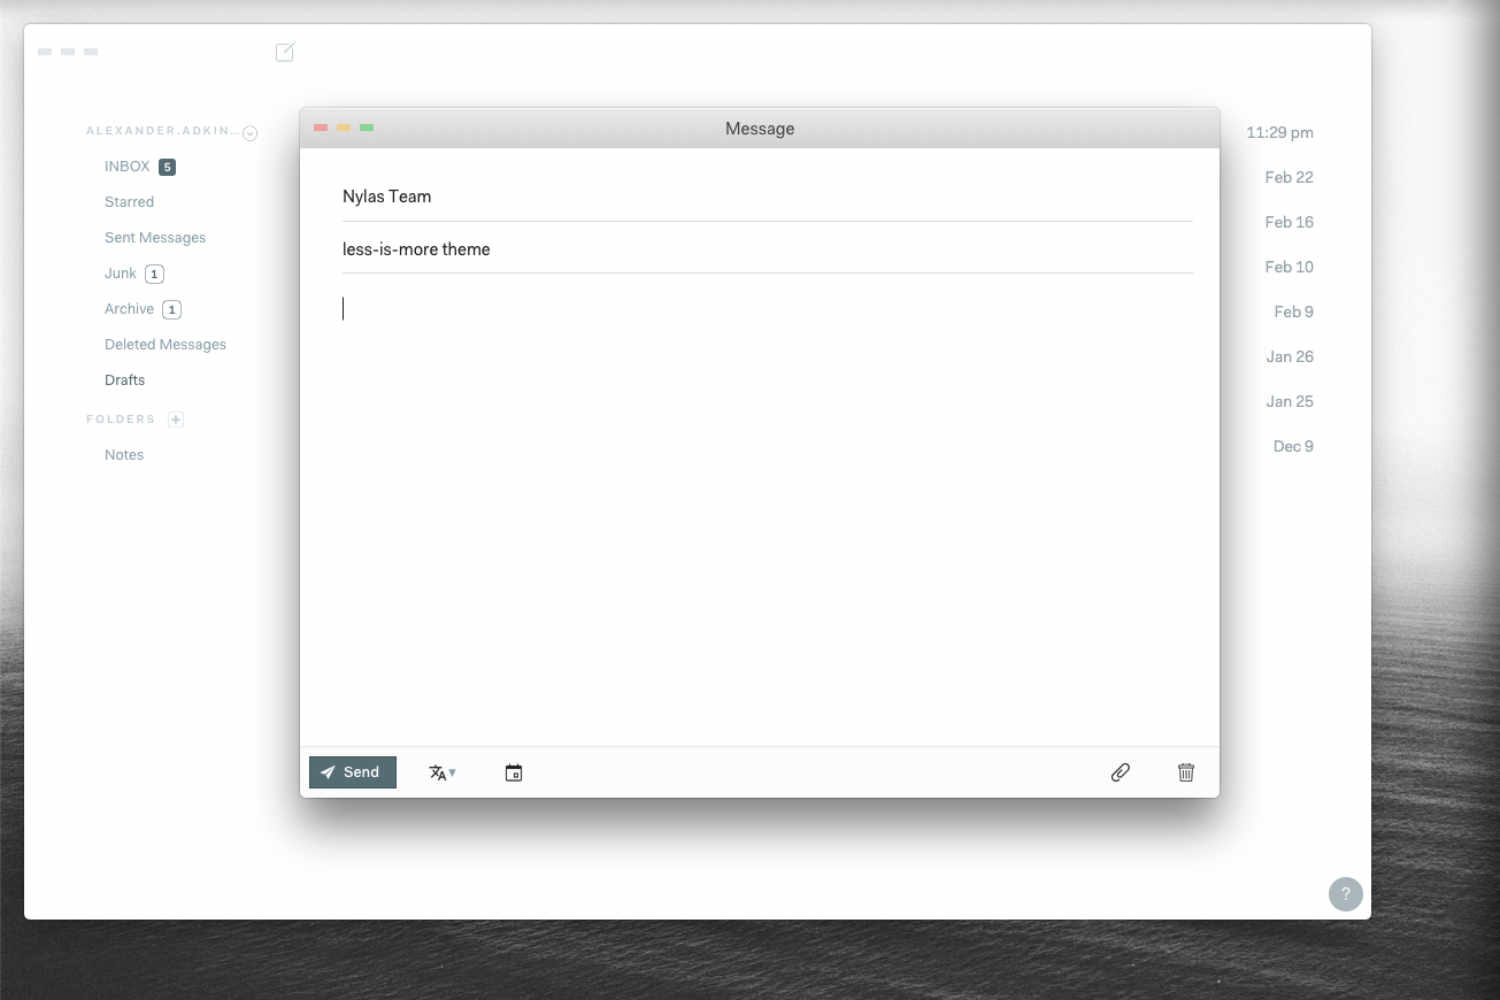 ALEXANDER.ADKIN...
INBOX 5
Starred
Sent Messages
Junk 1
Archive 1
Deleted Messages
Drafts
FOLDERS +
Notes
Message
Nylas Team
less-is-more theme
Send
11:29 pm
Feb 22
Feb 16
Feb 10
Feb 9
Jan 26
Jan 25
Dec 9
?